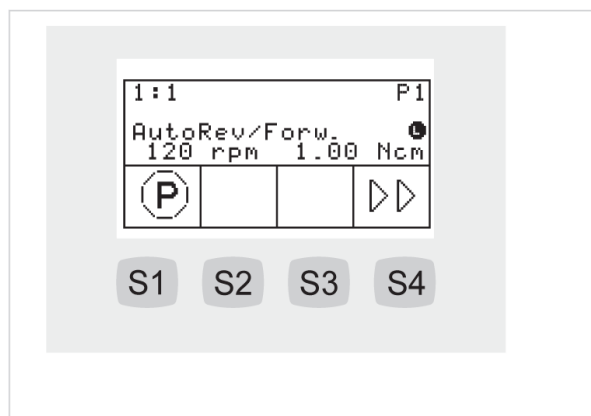 1:1 P1
AutoRev/Forw. L
120 rpm 1.00 Ncm
P
S1 S2 S3 S4